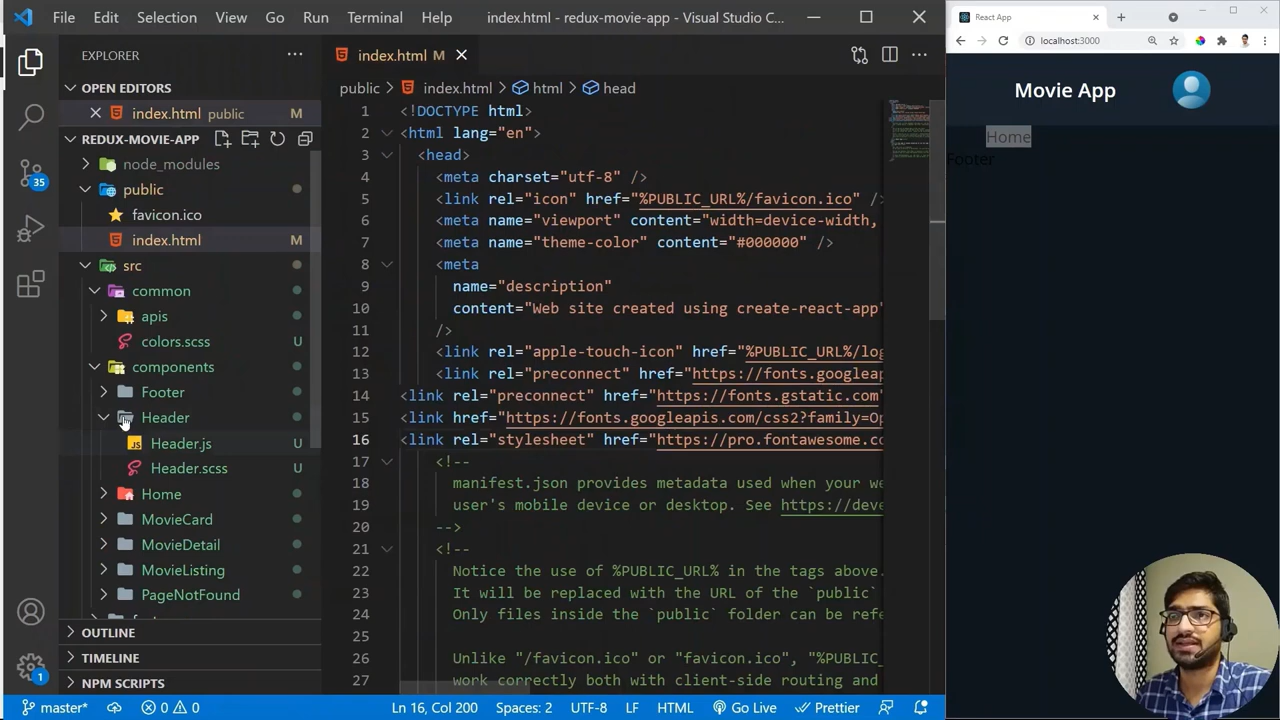 File Edit Selection View Go Run Terminal Help index.html - redux-movie-app - Visual Studio C...
EXPLORER
OPEN EDITORS
index.html public M
REDUX-MOVIE-APP
node_modules
public
favicon.ico
index.html M
src
common
apis
colors.scss U
components
Footer
Header
Header.js U
Header.scss U
Home
MovieCard
MovieDetail
MovieListing
PageNotFound
OUTLINE
TIMELINE
NPM SCRIPTS
35
1
index.html M
public index.html html head
1 <!DOCTYPE html>
2 <html lang="en">
3 <head>
4 <meta charset="utf-8" />
5 <link rel="icon" href="%PUBLIC_URL%/favicon.ico" />
6 <meta name="viewport" content="width=device-width,
7 <meta name="theme-color" content="#000000" />
8 <meta
9 name="description"
10 content="Web site created using create-react-app"
11 />
12 <link rel="apple-touch-icon" href="%PUBLIC_URL%/lo
13 <link rel="preconnect" href="https://fonts.googleap
14 <link rel="preconnect" href="https://fonts.gstatic.com"
15 <link href="https://fonts.googleapis.com/css2?family=Op
16 <link rel="stylesheet" href="https://pro.fontawesome.co
17 <!--
18 manifest.json provides metadata used when your we
19 user's mobile device or desktop. See https://deve
20 -->
21 <!--
22 Notice the use of %PUBLIC_URL% in the tags above.
23 It will be replaced with the URL of the `public`
24 Only files inside the `public` folder can be refe
25
26 Unlike "/favicon.ico" or "favicon.ico", "%PUBLIC_
27 work correctly both with client-side routing and
master* 0 0 Ln 16, Col 200 Spaces: 2 UTF-8 LF HTML Go Live Prettier
React App
localhost:3000
Movie App
Home
Footer